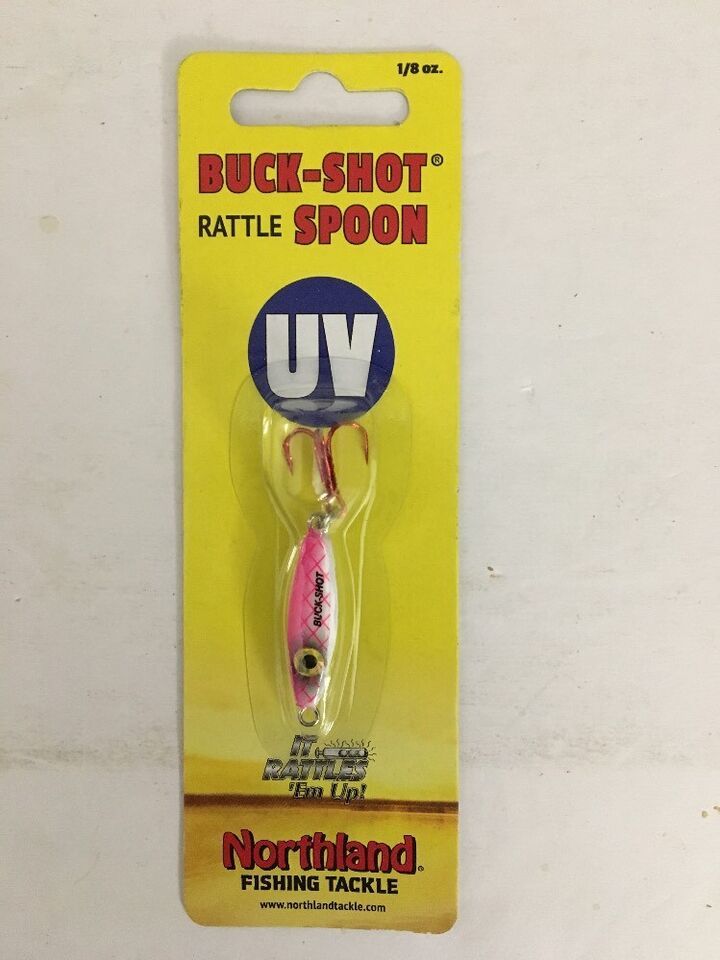 1/8 oz.
BUCK-SHOT®
RATTLE SPOON
UV
BUCK-SHOT
IT
RATTLES
'Em Up!
Northland®
FISHING TACKLE
www.northlandtackle.com